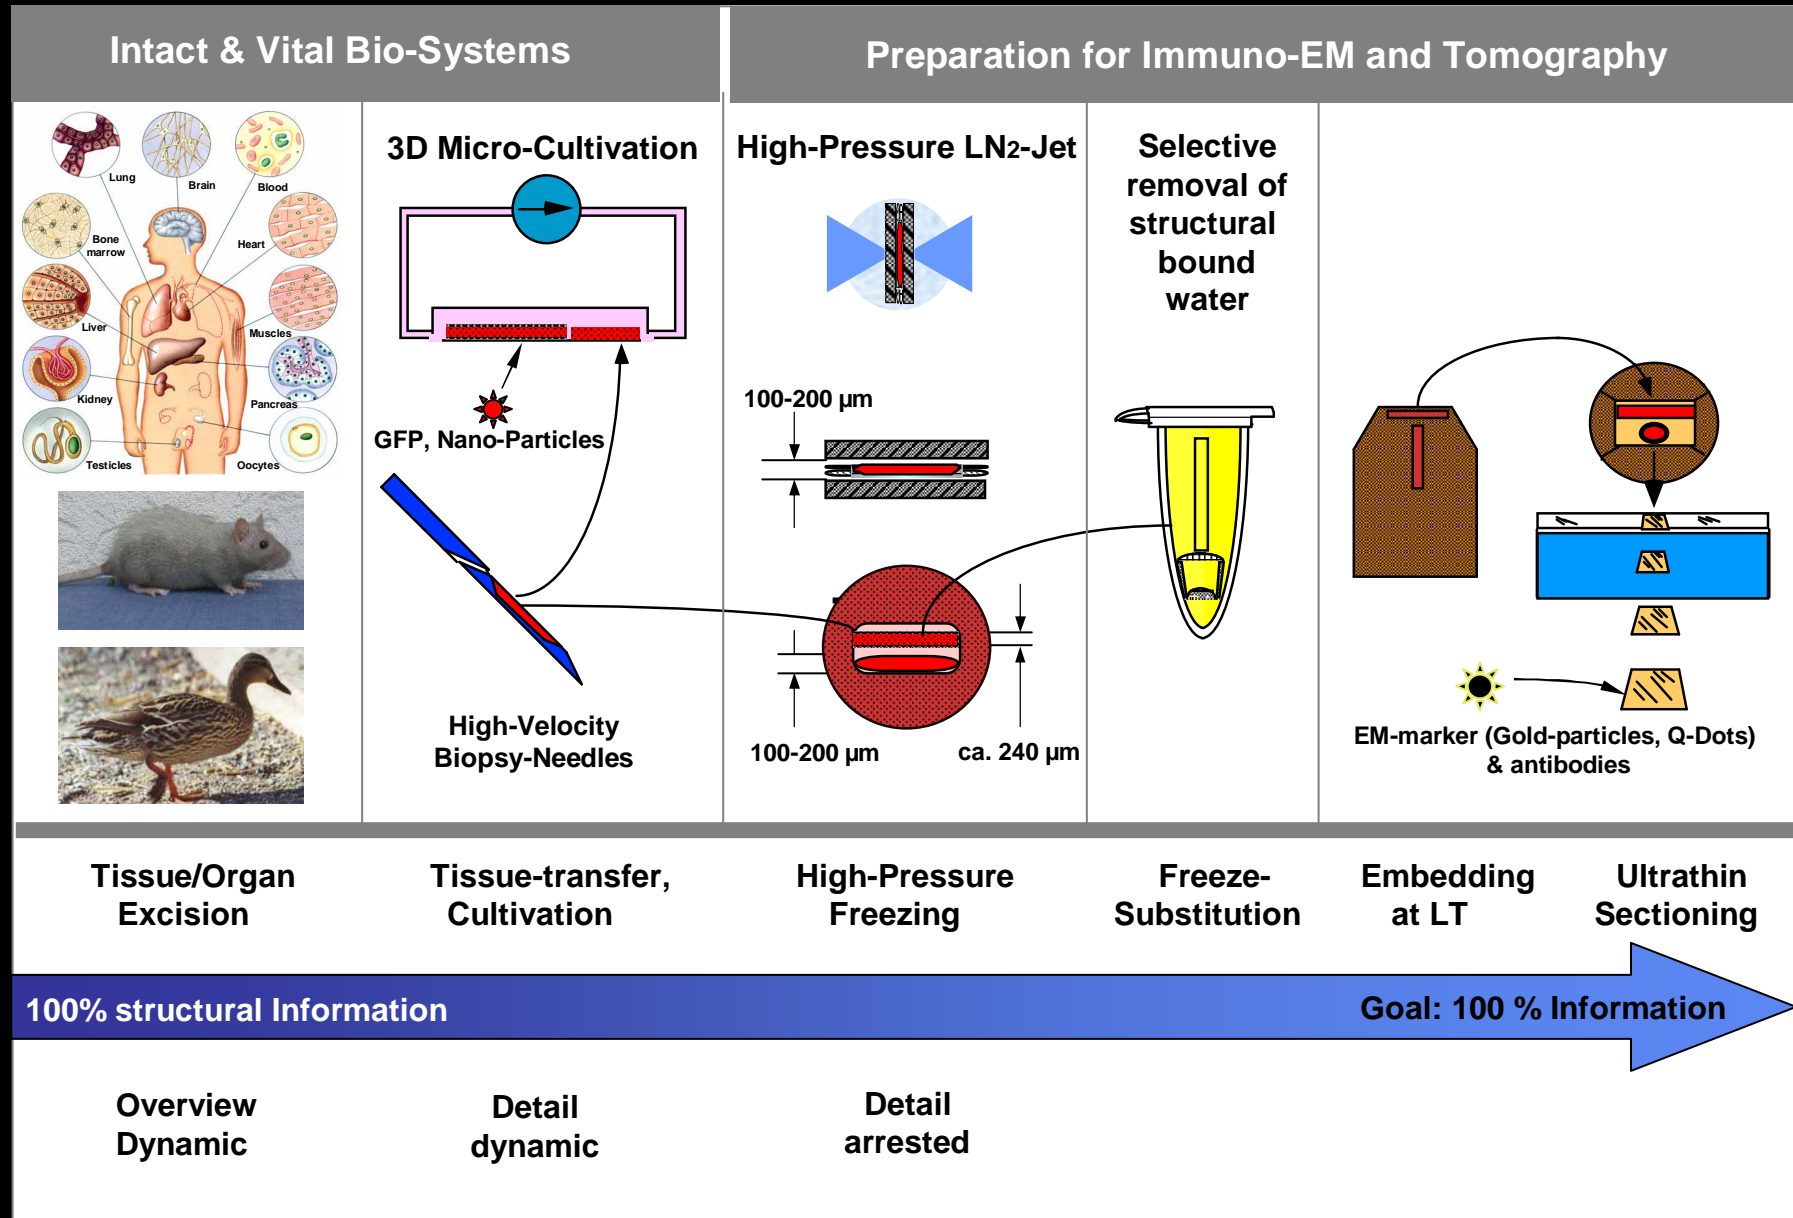 Intact & Vital Bio-Systems
Preparation for Immuno-EM and Tomography
Lung
Brain
Blood
Bone
marrow
Heart
Liver
Muscles
Kidney
Pancreas
Testicles
Oocytes
3D Micro-Cultivation
GFP, Nano-Particles
High-Velocity
Biopsy-Needles
High-Pressure LN2-Jet
100-200 µm
100-200 µm
ca. 240 µm
Selective
removal of
structural
bound
water
EM-marker (Gold-particles, Q-Dots)
& antibodies
Tissue/Organ
Excision
Tissue-transfer,
Cultivation
High-Pressure
Freezing
Freeze-
Substitution
Embedding
at LT
Ultrathin
Sectioning
100% structural Information
Goal: 100 % Information
Overview
Dynamic
Detail
dynamic
Detail
arrested